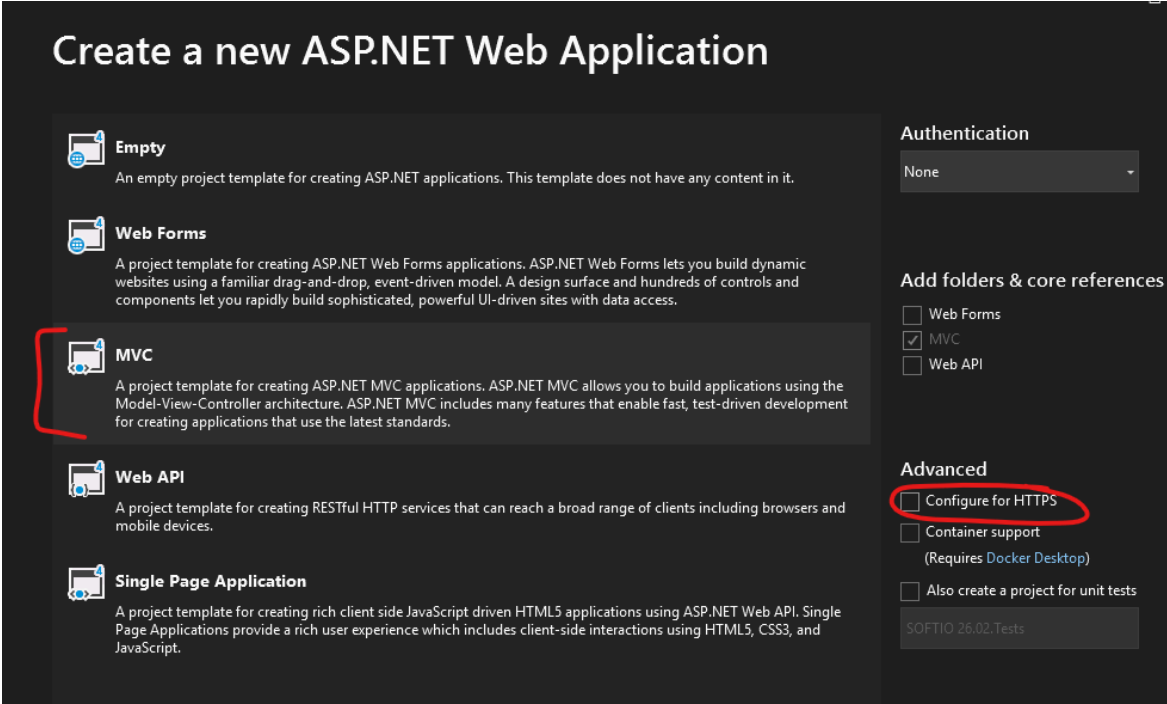 Create a new ASP.NET Web Application
Empty
An empty project template for creating ASP.NET applications. This template does not have any content in it.
Web Forms
A project template for creating ASP.NET Web Forms applications. ASP.NET Web Forms lets you build dynamic
websites using a familiar drag-and-drop, event-driven model. A design surface and hundreds of controls and
components let you rapidly build sophisticated, powerful UI-driven sites with data access.
MVC
A project template for creating ASP.NET MVC applications. ASP.NET MVC allows you to build applications using the
Model-View-Controller architecture. ASP.NET MVC includes many features that enable fast, test-driven development
for creating applications that use the latest standards.
Web API
A project template for creating RESTful HTTP services that can reach a broad range of clients including browsers and
mobile devices.
Single Page Application
A project template for creating rich client side JavaScript driven HTML5 applications using ASP.NET Web API. Single
Page Applications provide a rich user experience which includes client-side interactions using HTML5, CSS3, and
JavaScript.
Authentication
None
Add folders & core references
Web Forms
MVC
Web API
Advanced
Configure for HTTPS
Container support
(Requires Docker Desktop)
Also create a project for unit tests
SOFTIO 26.02.Tests